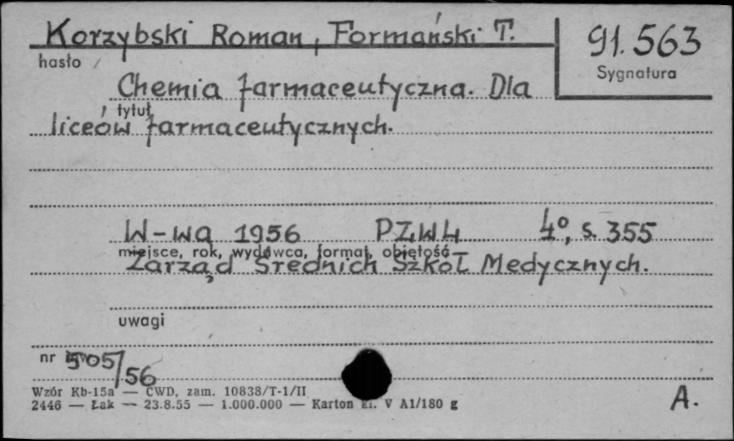 Korzybski Roman, Formański T.
91.563
hasło
Sygnatura
Chemia farmaceutyczna. Dla
tytuł
liceów farmaceutycznych.
W-wa 1956 PZWL 4°, s. 355
miejsce, rok, wydawca, format, objętość
Zarząd Średnich Szkół Medycznych.
uwagi
nr inw. 505/56
Wzór Kb-15a — CWD, zam. 10838/T-1/II
2446 — Łak — 23.8.55 — 1.000.000 — Karton kl. V A1/180 g
A.